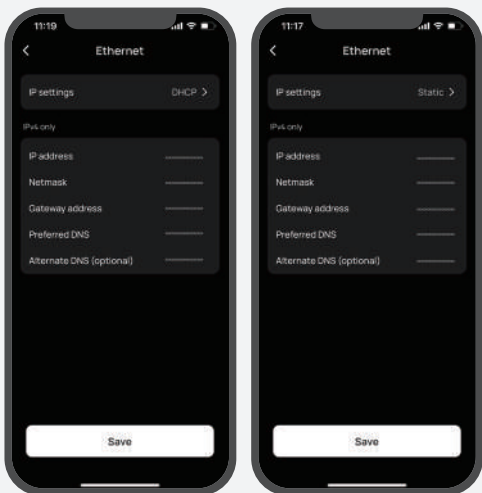 11:19
Ethernet
IP settings DHCP >
IPv4 only
IP address
Netmask
Gateway address
Preferred DNS
Alternate DNS (optional)
Save
11:17
Ethernet
IP settings Static >
IPv4 only
IP address
Netmask
Gateway address
Preferred DNS
Alternate DNS (optional)
Save